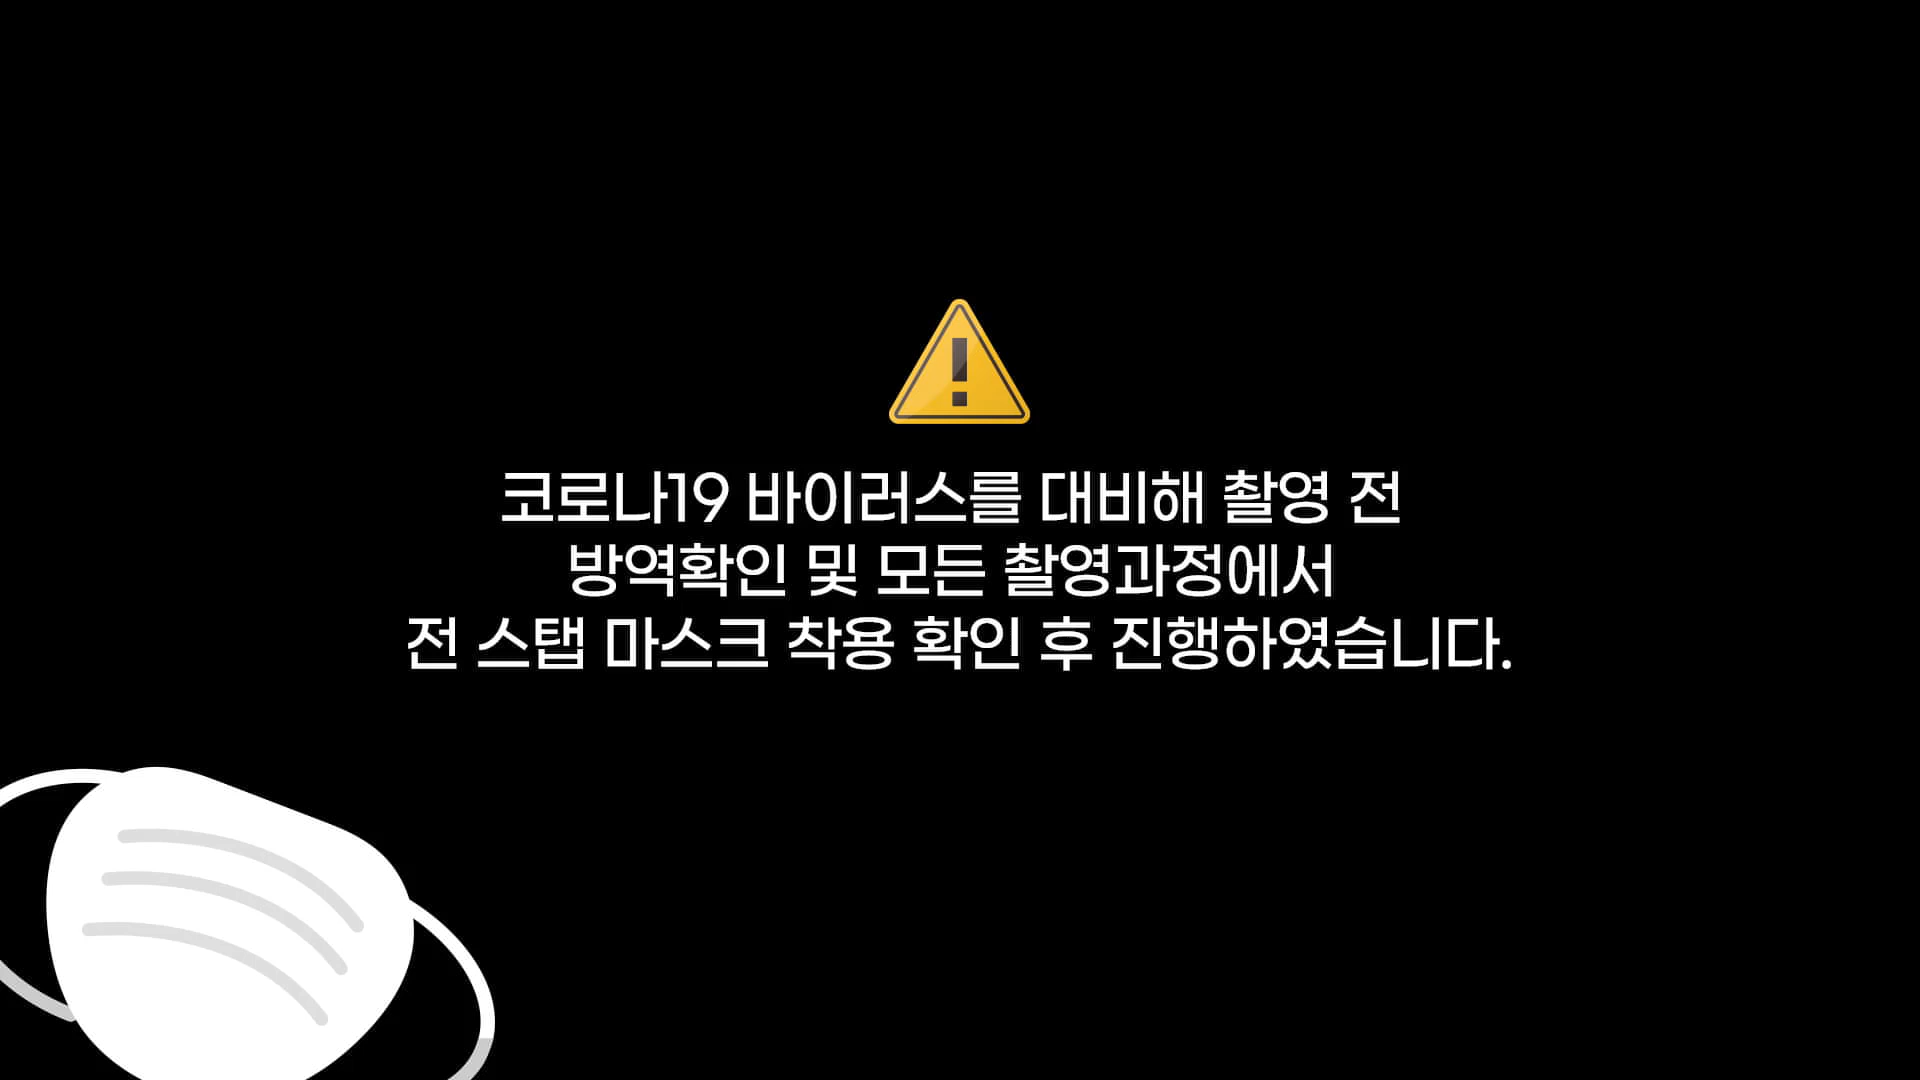 코로나19 바이러스를 대비해 촬영 전
방역확인 및 모든 촬영과정에서
전 스탭 마스크 착용 확인 후 진행하였습니다.